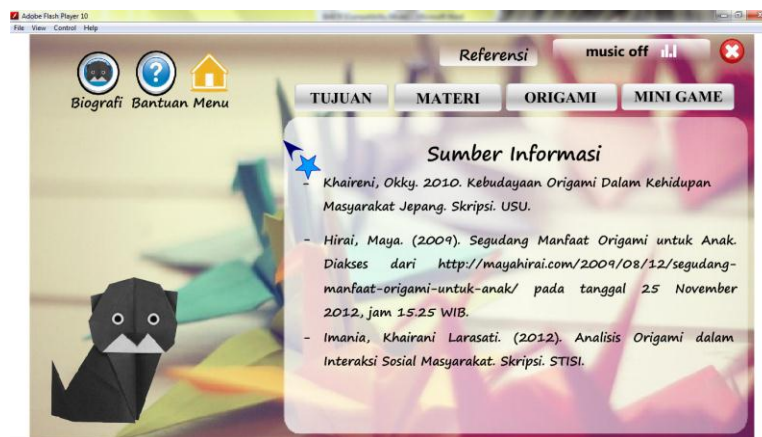 Adobe Flash Player 10
File View Control Help
Referensi
music off
Biografi Bantuan Menu
TUJUAN MATERI ORIGAMI MINI GAME
Sumber Informasi
- Khaireni, Okky. 2010. Kebudayaan Origami Dalam Kehidupan
Masyarakat Jepang. Skripsi. USU.
- Hirai, Maya. (2009). Segudang Manfaat Origami untuk Anak.
Diakses dari http://mayahirai.com/2009/08/12/segudang-
manfaat-origami-untuk-anak/ pada tanggal 25 November
2012, jam 15.25 WIB.
- Imania, Khairani Larasati. (2012). Analisis Origami dalam
Interaksi Sosial Masyarakat. Skripsi. STISI.